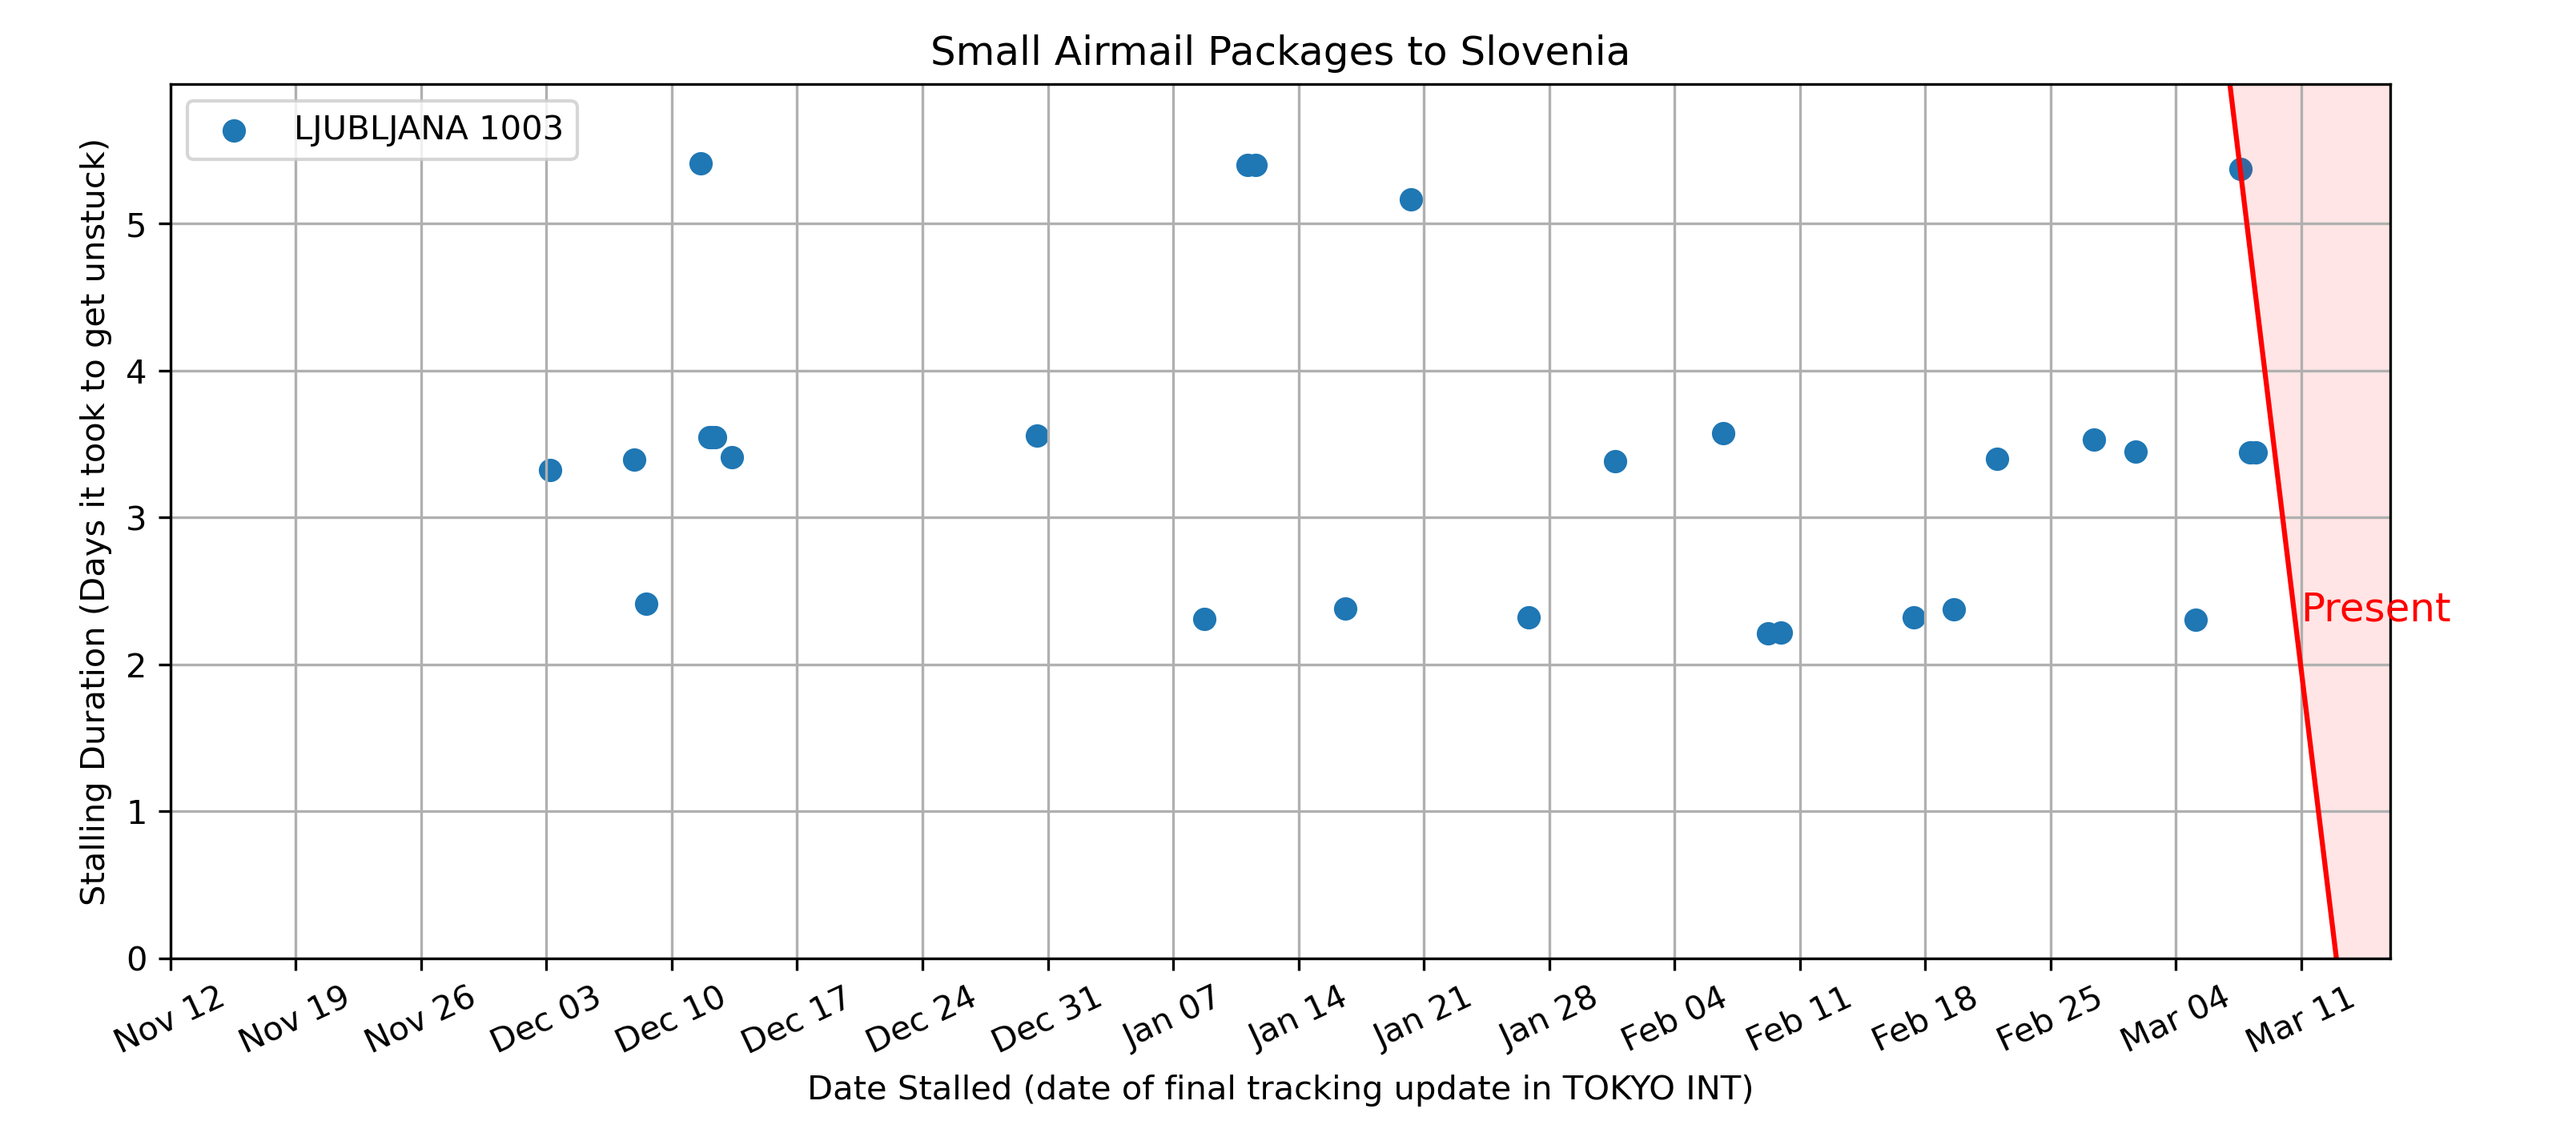 Small Airmail Packages to Slovenia
LJUBLJANA 1003
Stalling Duration (Days it took to get unstuck)
5
4
3
2
1
0
Present
Nov 12
Nov 19
Nov 26
Dec 03
Dec 10
Dec 17
Dec 24
Dec 31
Jan 07
Jan 14
Jan 21
Jan 28
Feb 04
Feb 11
Feb 18
Feb 25
Mar 04
Mar 11
Date Stalled (date of final tracking update in TOKYO INT)